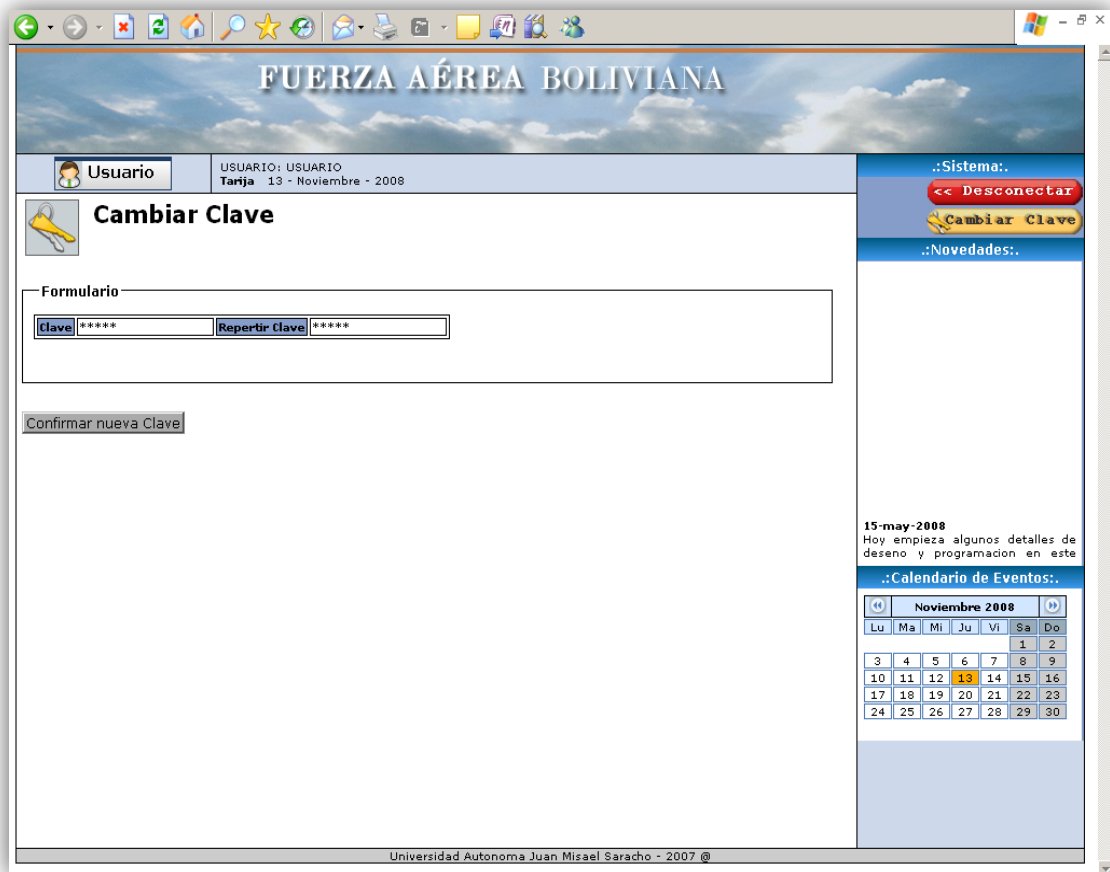 FUERZA AÉREA BOLIVIANA
Usuario
USUARIO: USUARIO
Tarija 13 - Noviembre - 2008
Cambiar Clave
Formulario
Clave ***** Repertir Clave *****
Confirmar nueva Clave
.:Sistema:.
<< Desconectar
Cambiar Clave
.:Novedades:.
15-may-2008
Hoy empieza algunos detalles de
deseno y programacion en este
.:Calendario de Eventos:.
Noviembre 2008
Lu Ma Mi Ju Vi Sa Do
1 2
3 4 5 6 7 8 9
10 11 12 13 14 15 16
17 18 19 20 21 22 23
24 25 26 27 28 29 30
Universidad Autonoma Juan Misael Saracho - 2007 @